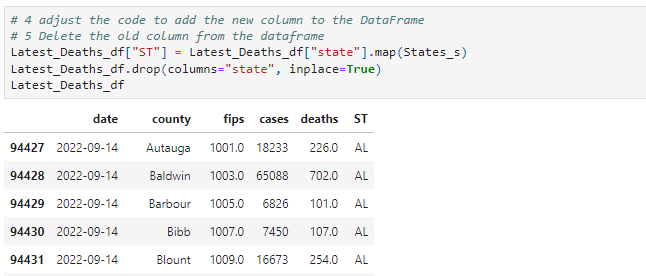 # 4 adjust the code to add the new column to the DataFrame
# 5 Delete the old column from the dataframe
Latest_Deaths_df["ST"] = Latest_Deaths_df["state"].map(States_s)
Latest_Deaths_df.drop(columns="state", inplace=True)
Latest_Deaths_df
date county fips cases deaths ST
94427 2022-09-14 Autauga 1001.0 18233 226.0 AL
94428 2022-09-14 Baldwin 1003.0 65088 702.0 AL
94429 2022-09-14 Barbour 1005.0 6826 101.0 AL
94430 2022-09-14 Bibb 1007.0 7450 107.0 AL
94431 2022-09-14 Blount 1009.0 16673 254.0 AL